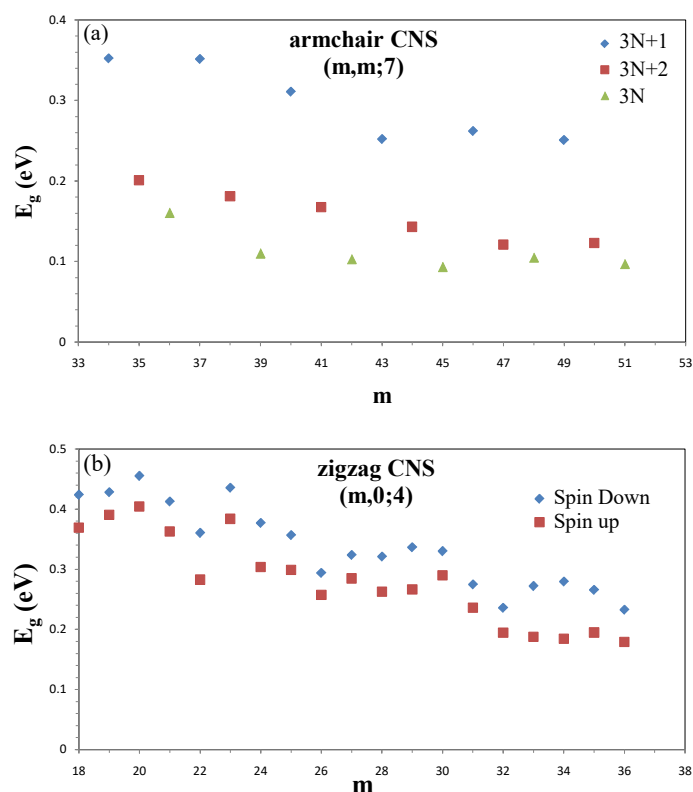 (a)
armchair CNS
(m,m;7)
3N+1
3N+2
3N
E_g (eV)
0.4
0.3
0.2
0.1
0
33 35 37 39 41 43 45 47 49 51 53
m
(b)
zigzag CNS
(m,0;4)
Spin Down
Spin up
E_g (eV)
0.5
0.4
0.3
0.2
0.1
0
18 20 22 24 26 28 30 32 34 36 38
m